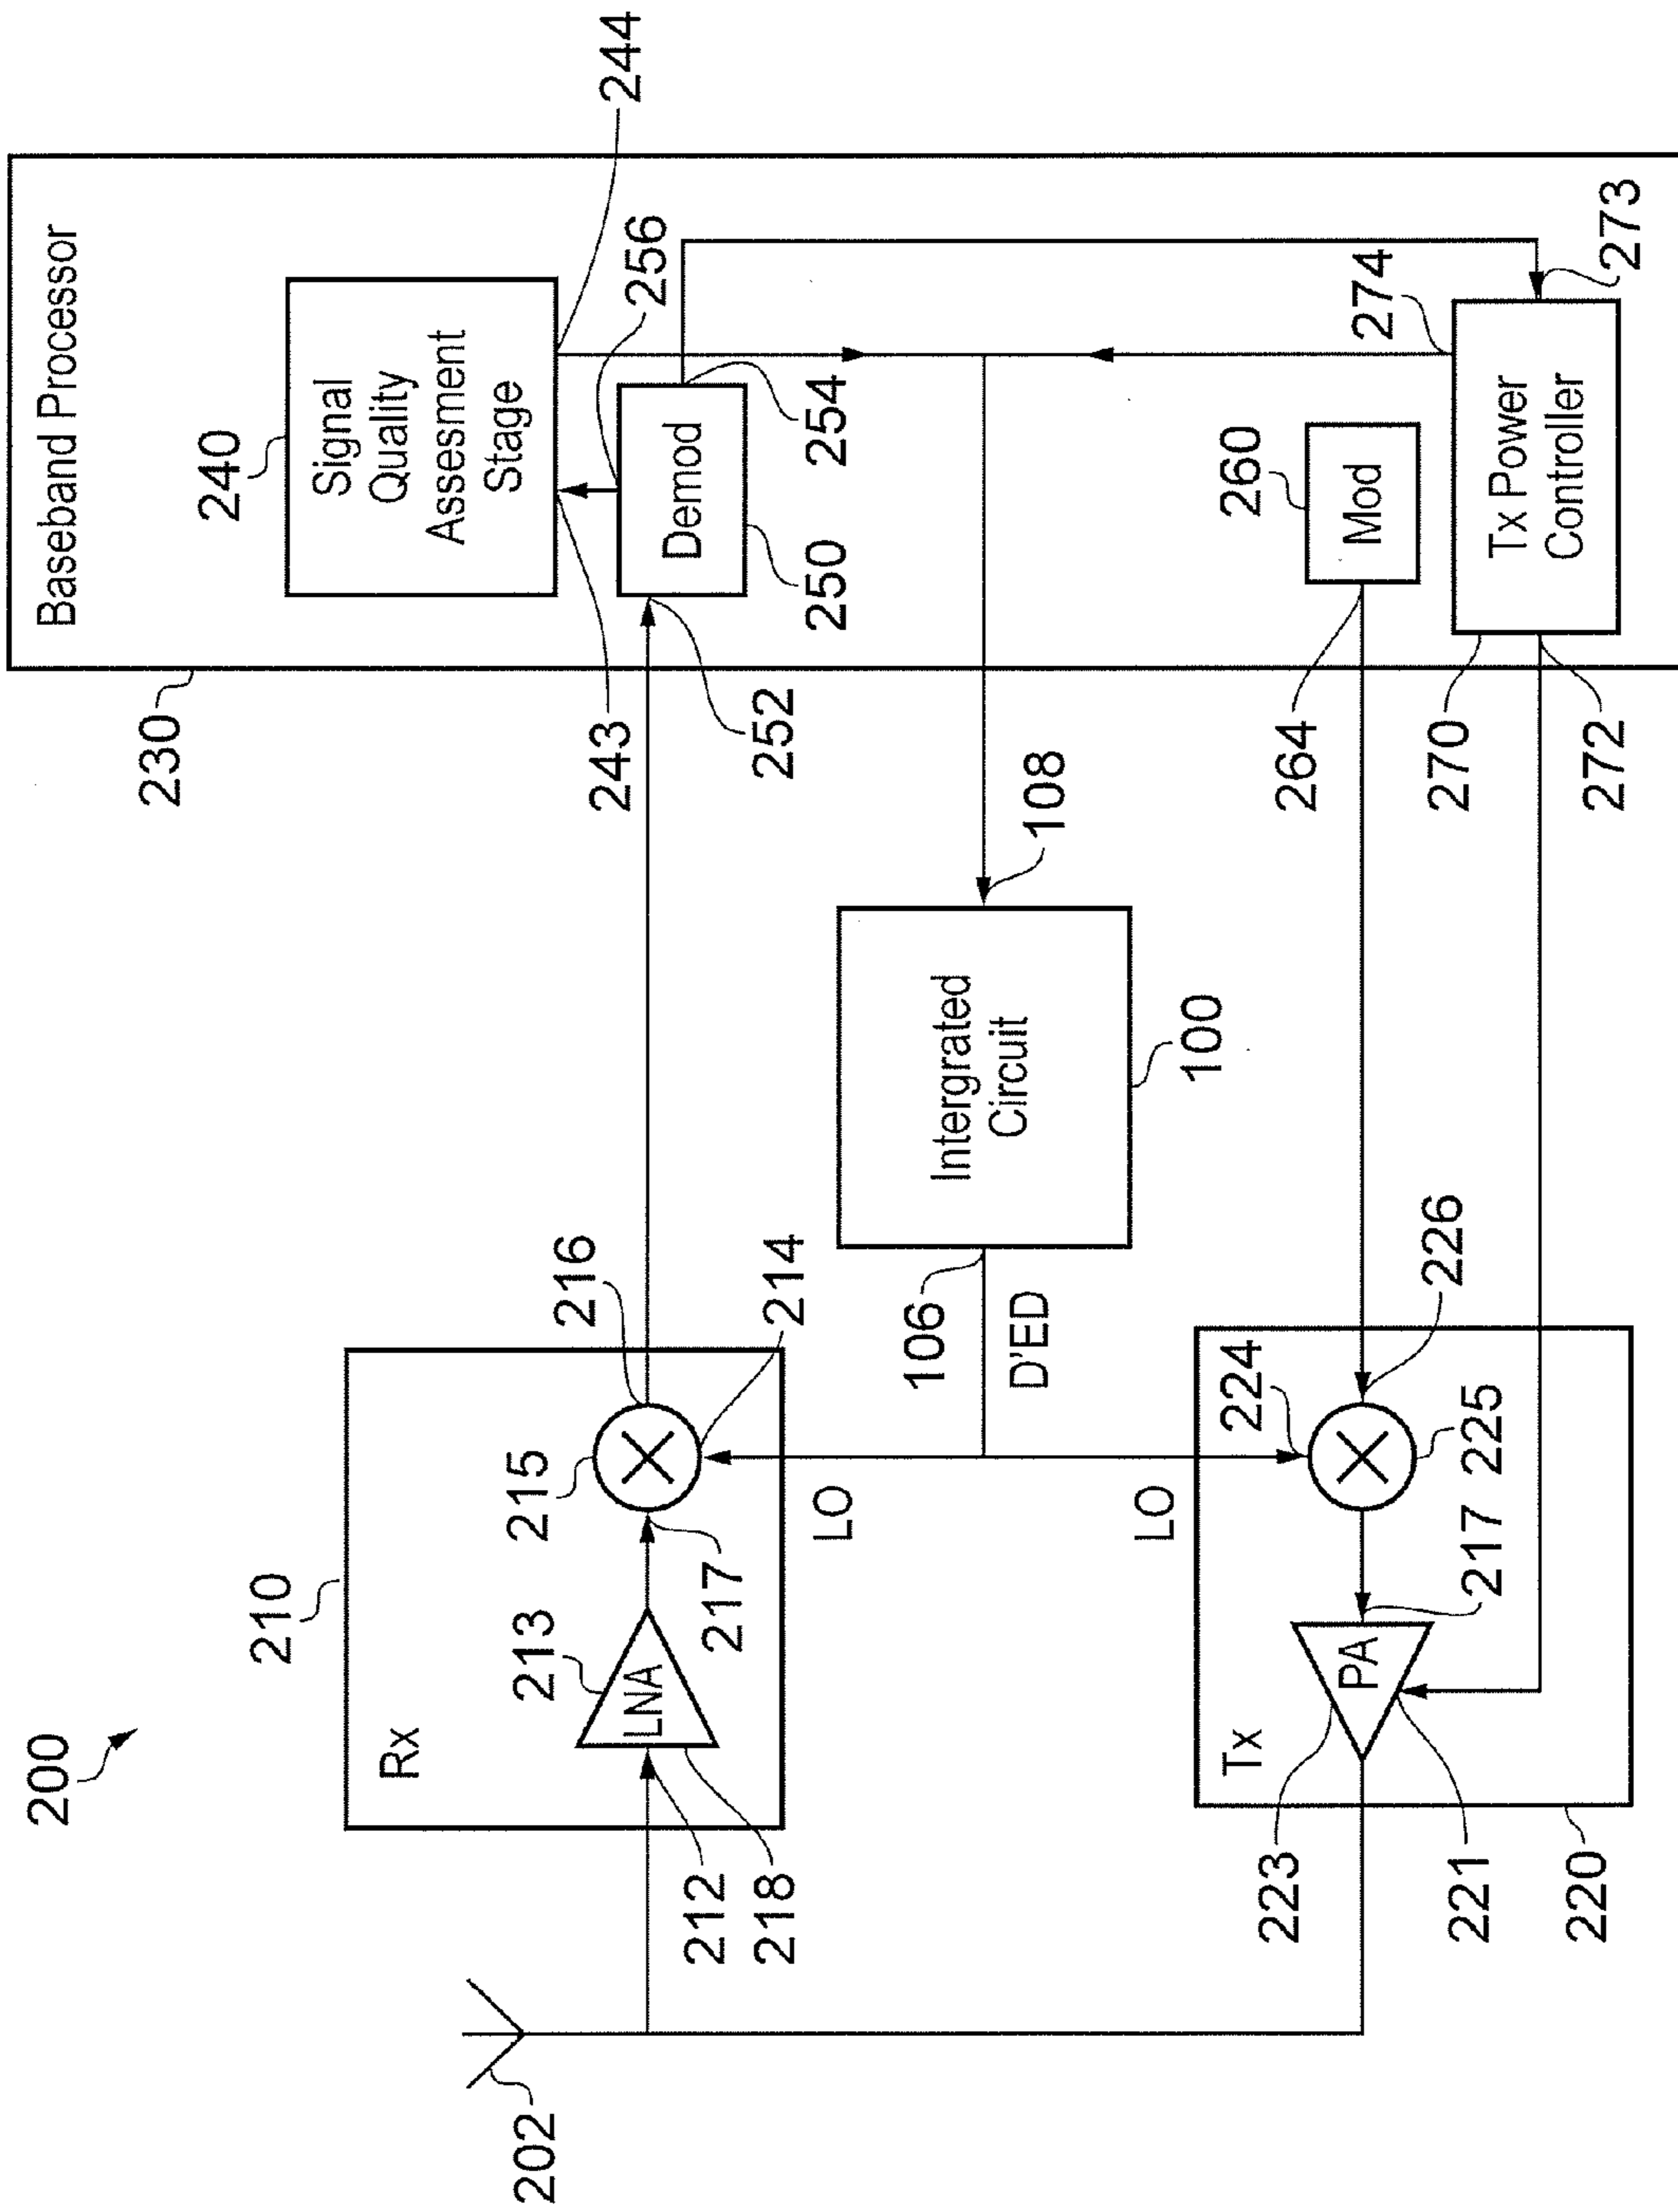 200
Baseband Processor
230
240
Signal
Quality
Assesment
Stage
244
243
256
Demod
252
250
254
210
Rx
213
LNA
215
216
217
214
212
218
202
LO
106
D'ED
Intergrated
Circuit
100
108
LO
Tx
224
226
225
217
PA
223
221
220
260
Mod
264
274
Tx Power
Controller
270
272
273